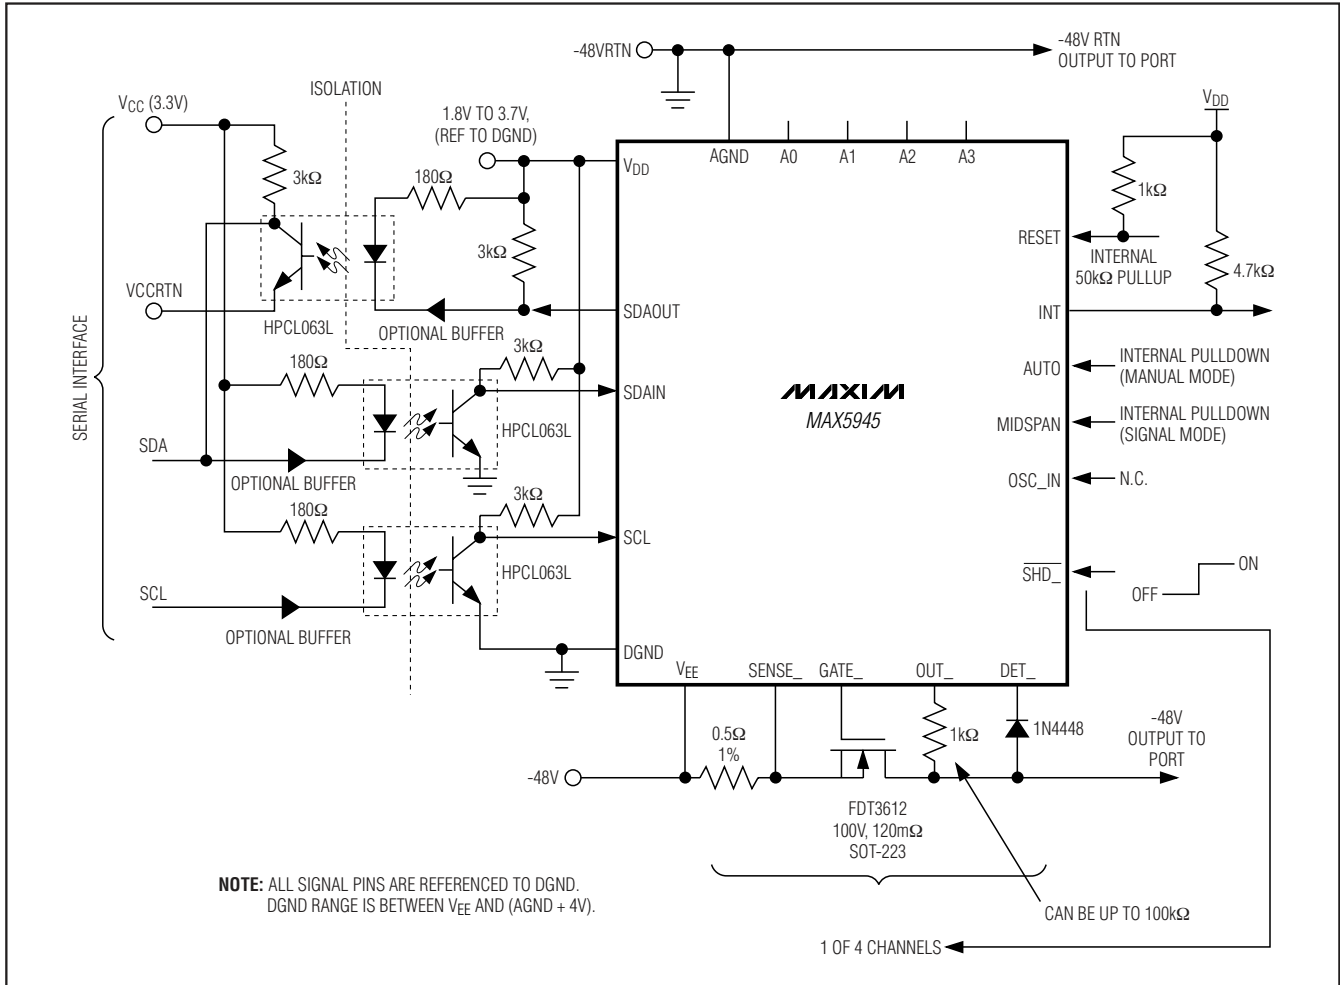 -48VRTN
-48V RTN
OUTPUT TO PORT
ISOLATION
VCC (3.3V)
1.8V TO 3.7V,
(REF TO DGND)
VDD
AGND
A0
A1
A2
A3
VDD
3kΩ
180Ω
1kΩ
3kΩ
RESET
INTERNAL
50kΩ PULLUP
4.7kΩ
VCCRTN
HPCL063L
OPTIONAL BUFFER
SDAOUT
INT
SERIAL INTERFACE
180Ω
3kΩ
SDAIN
MAXIM
MAX5945
AUTO
INTERNAL PULLDOWN
(MANUAL MODE)
MIDSPAN
INTERNAL PULLDOWN
(SIGNAL MODE)
HPCL063L
SDA
OPTIONAL BUFFER
OSC_IN
N.C.
180Ω
3kΩ
SCL
HPCL063L
SHD_
OFF
ON
SCL
OPTIONAL BUFFER
DGND
VEE
SENSE_
GATE_
OUT_
DET_
0.5Ω
1%
1kΩ
1N4448
-48V
OUTPUT TO
PORT
-48V
FDT3612
100V, 120mΩ
SOT-223
NOTE: ALL SIGNAL PINS ARE REFERENCED TO DGND.
DGND RANGE IS BETWEEN VEE AND (AGND + 4V).
CAN BE UP TO 100kΩ
1 OF 4 CHANNELS